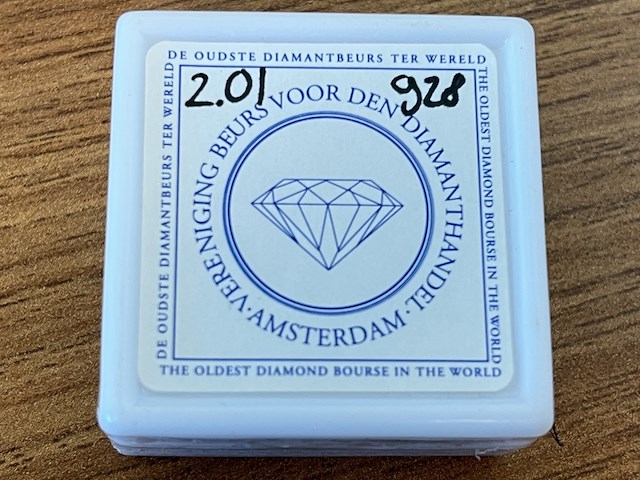 DE OUDSTE DIAMANTBEURS TER WERELD
2.01 928
VERENIGING BEURS VOOR DEN DIAMANTHANDEL
·AMSTERDAM·
DE OUDSTE DIAMANTBEURS TER WERELD
THE OLDEST DIAMOND BOURSE IN THE WORLD
THE OLDEST DIAMOND BOURSE IN THE WORLD